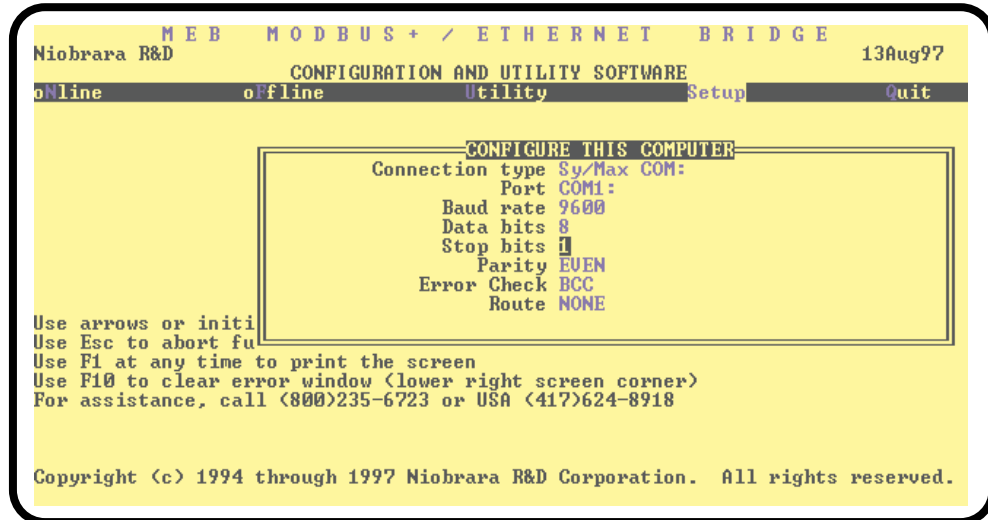 M E B   M O D B U S + / E T H E R N E T   B R I D G E
Niobrara R&D 13Aug97
CONFIGURATION AND UTILITY SOFTWARE
oNline oFfline Utility Setup Quit
CONFIGURE THIS COMPUTER
Connection type Sy/Max COM:
Port COM1:
Baud rate 9600
Data bits 8
Stop bits 1
Parity EVEN
Error Check BCC
Route NONE
Use arrows or initi
Use Esc to abort fu
Use F1 at any time to print the screen
Use F10 to clear error window (lower right screen corner)
For assistance, call (800)235-6723 or USA (417)624-8918
Copyright (c) 1994 through 1997 Niobrara R&D Corporation. All rights reserved.